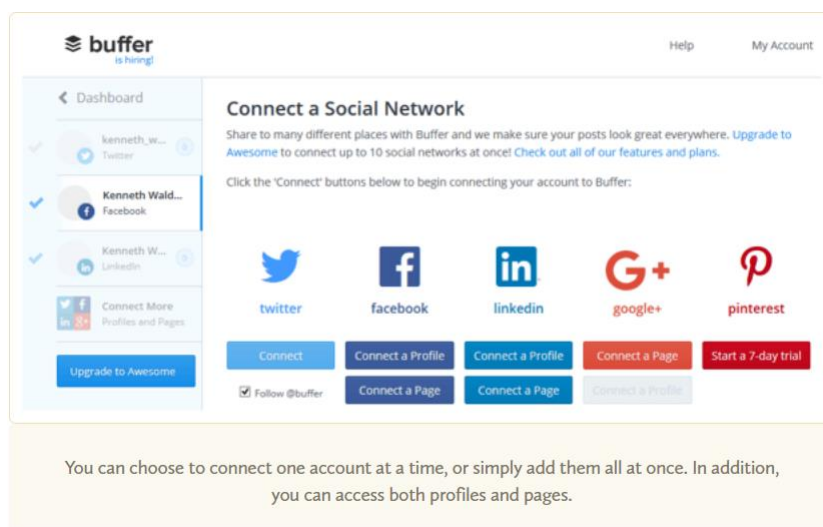 buffer
is hiring!
Help
My Account
Dashboard
kenneth_w...
Twitter
Kenneth Wald...
Facebook
Kenneth W...
LinkedIn
Connect More
Profiles and Pages
Upgrade to Awesome
Connect a Social Network
Share to many different places with Buffer and we make sure your posts look great everywhere. Upgrade to
Awesome to connect up to 10 social networks at once! Check out all of our features and plans.
Click the 'Connect' buttons below to begin connecting your account to Buffer:
twitter
facebook
linkedin
google+
pinterest
Connect
Connect a Profile
Connect a Profile
Connect a Page
Start a 7-day trial
Follow @buffer
Connect a Page
Connect a Page
Connect a Profile
You can choose to connect one account at a time, or simply add them all at once. In addition,
you can access both profiles and pages.